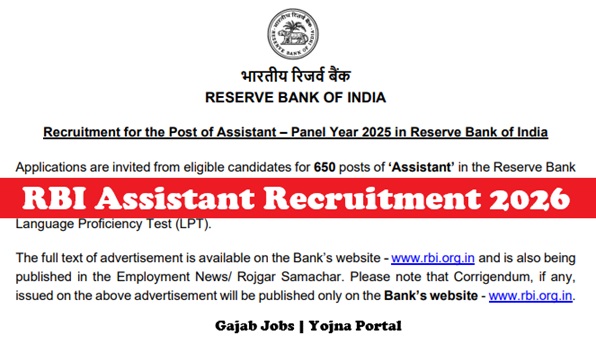 भारतीय रिज़र्व बैंक
RESERVE BANK OF INDIA
Recruitment for the Post of Assistant – Panel Year 2025 in Reserve Bank of India
Applications are invited from eligible candidates for 650 posts of ‘Assistant’ in the Reserve Bank
RBI Assistant Recruitment 2026
Language Proficiency Test (LPT).
The full text of advertisement is available on the Bank’s website - www.rbi.org.in and is also being
published in the Employment News/ Rojgar Samachar. Please note that Corrigendum, if any,
issued on the above advertisement will be published only on the Bank’s website - www.rbi.org.in.
Gajab Jobs | Yojna Portal